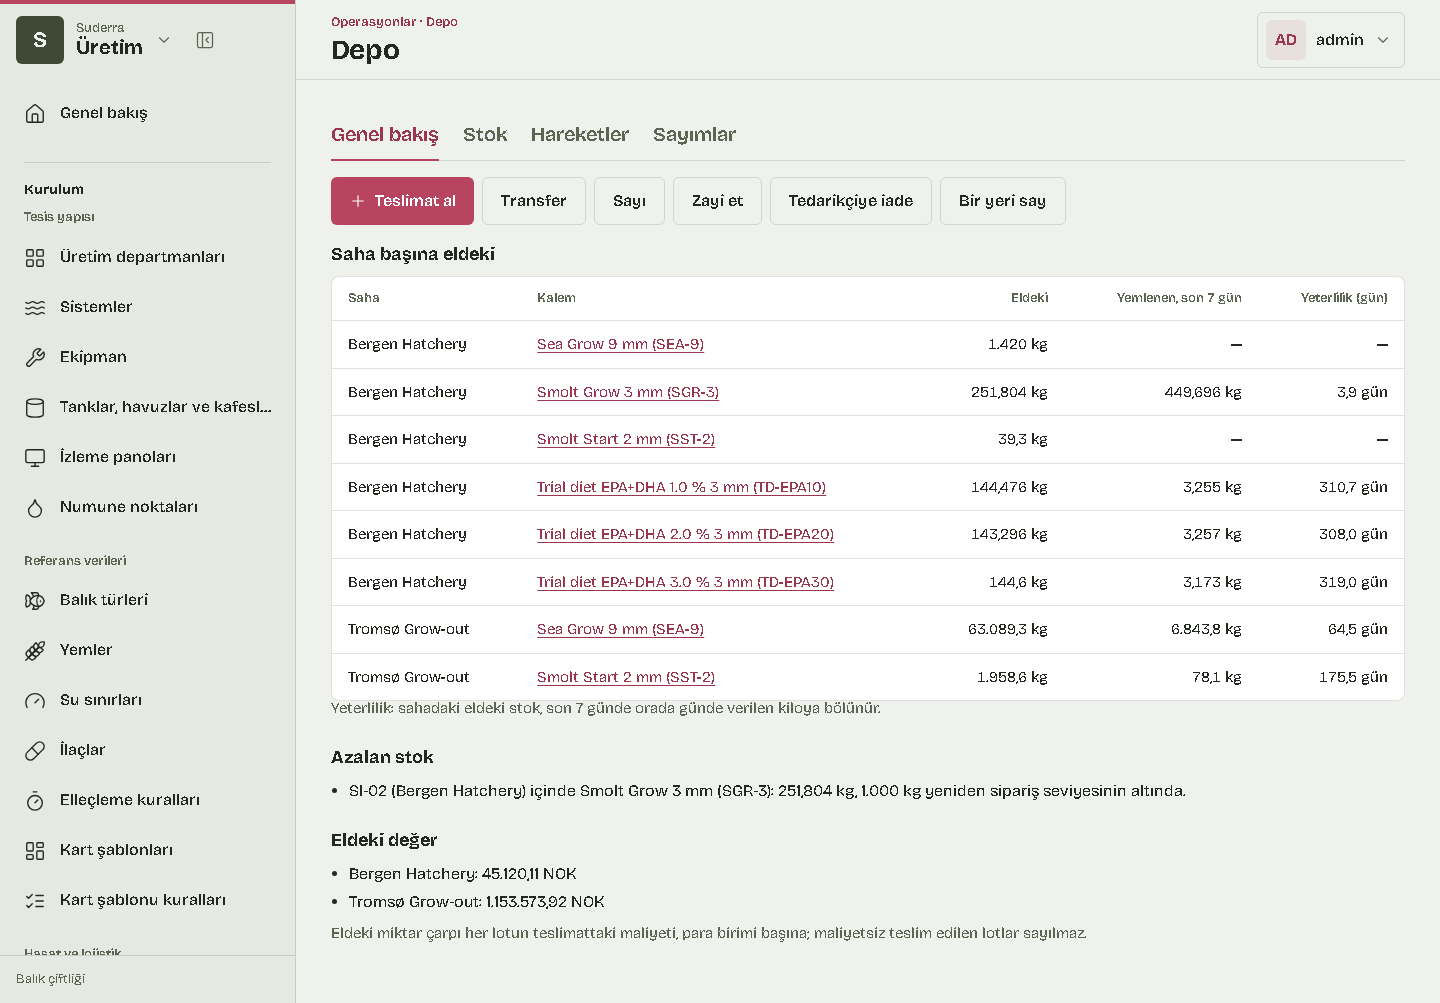 Suderra
S
Üretim
Genel bakış
Kurulum
Tesis yapısı
Üretim departmanları
Sistemler
Ekipman
Tanklar, havuzlar ve kafesl...
İzleme panoları
Numune noktaları
Referans verileri
Balık türleri
Yemler
Su sınırları
İlaçlar
Elleçleme kuralları
Kart şablonları
Kart şablonu kuralları
Hasat ve lojistik
Balık çiftliği
Operasyonlar · Depo
Depo
AD admin
Genel bakış Stok Hareketler Sayımlar
Teslimat al Transfer Sayı Zayi et Tedarikçiye iade Bir yeri say
Saha başına eldeki
Saha Kalem Eldeki Yemlenen, son 7 gün Yeterlilik (gün)
Bergen Hatchery Sea Grow 9 mm (SEA-9) 1.420 kg — —
Bergen Hatchery Smolt Grow 3 mm (SGR-3) 251,804 kg 449,696 kg 3,9 gün
Bergen Hatchery Smolt Start 2 mm (SST-2) 39,3 kg — —
Bergen Hatchery Trial diet EPA+DHA 1.0 % 3 mm (TD-EPA10) 144,476 kg 3,255 kg 310,7 gün
Bergen Hatchery Trial diet EPA+DHA 2.0 % 3 mm (TD-EPA20) 143,296 kg 3,257 kg 308,0 gün
Bergen Hatchery Trial diet EPA+DHA 3.0 % 3 mm (TD-EPA30) 144,6 kg 3,173 kg 319,0 gün
Tromsø Grow-out Sea Grow 9 mm (SEA-9) 63.089,3 kg 6.843,8 kg 64,5 gün
Tromsø Grow-out Smolt Start 2 mm (SST-2) 1.958,6 kg 78,1 kg 175,5 gün
Yeterlilik: sahadaki eldeki stok, son 7 günde orada günde verilen kiloya bölünür.
Azalan stok
• SI-02 (Bergen Hatchery) içinde Smolt Grow 3 mm (SGR-3): 251,804 kg, 1.000 kg yeniden sipariş seviyesinin altında.
Eldeki değer
• Bergen Hatchery: 45.120,11 NOK
• Tromsø Grow-out: 1.153.573,92 NOK
Eldeki miktar çarpı her lotun teslimattaki maliyeti, para birimi başına; maliyetsiz teslim edilen lotlar sayılmaz.